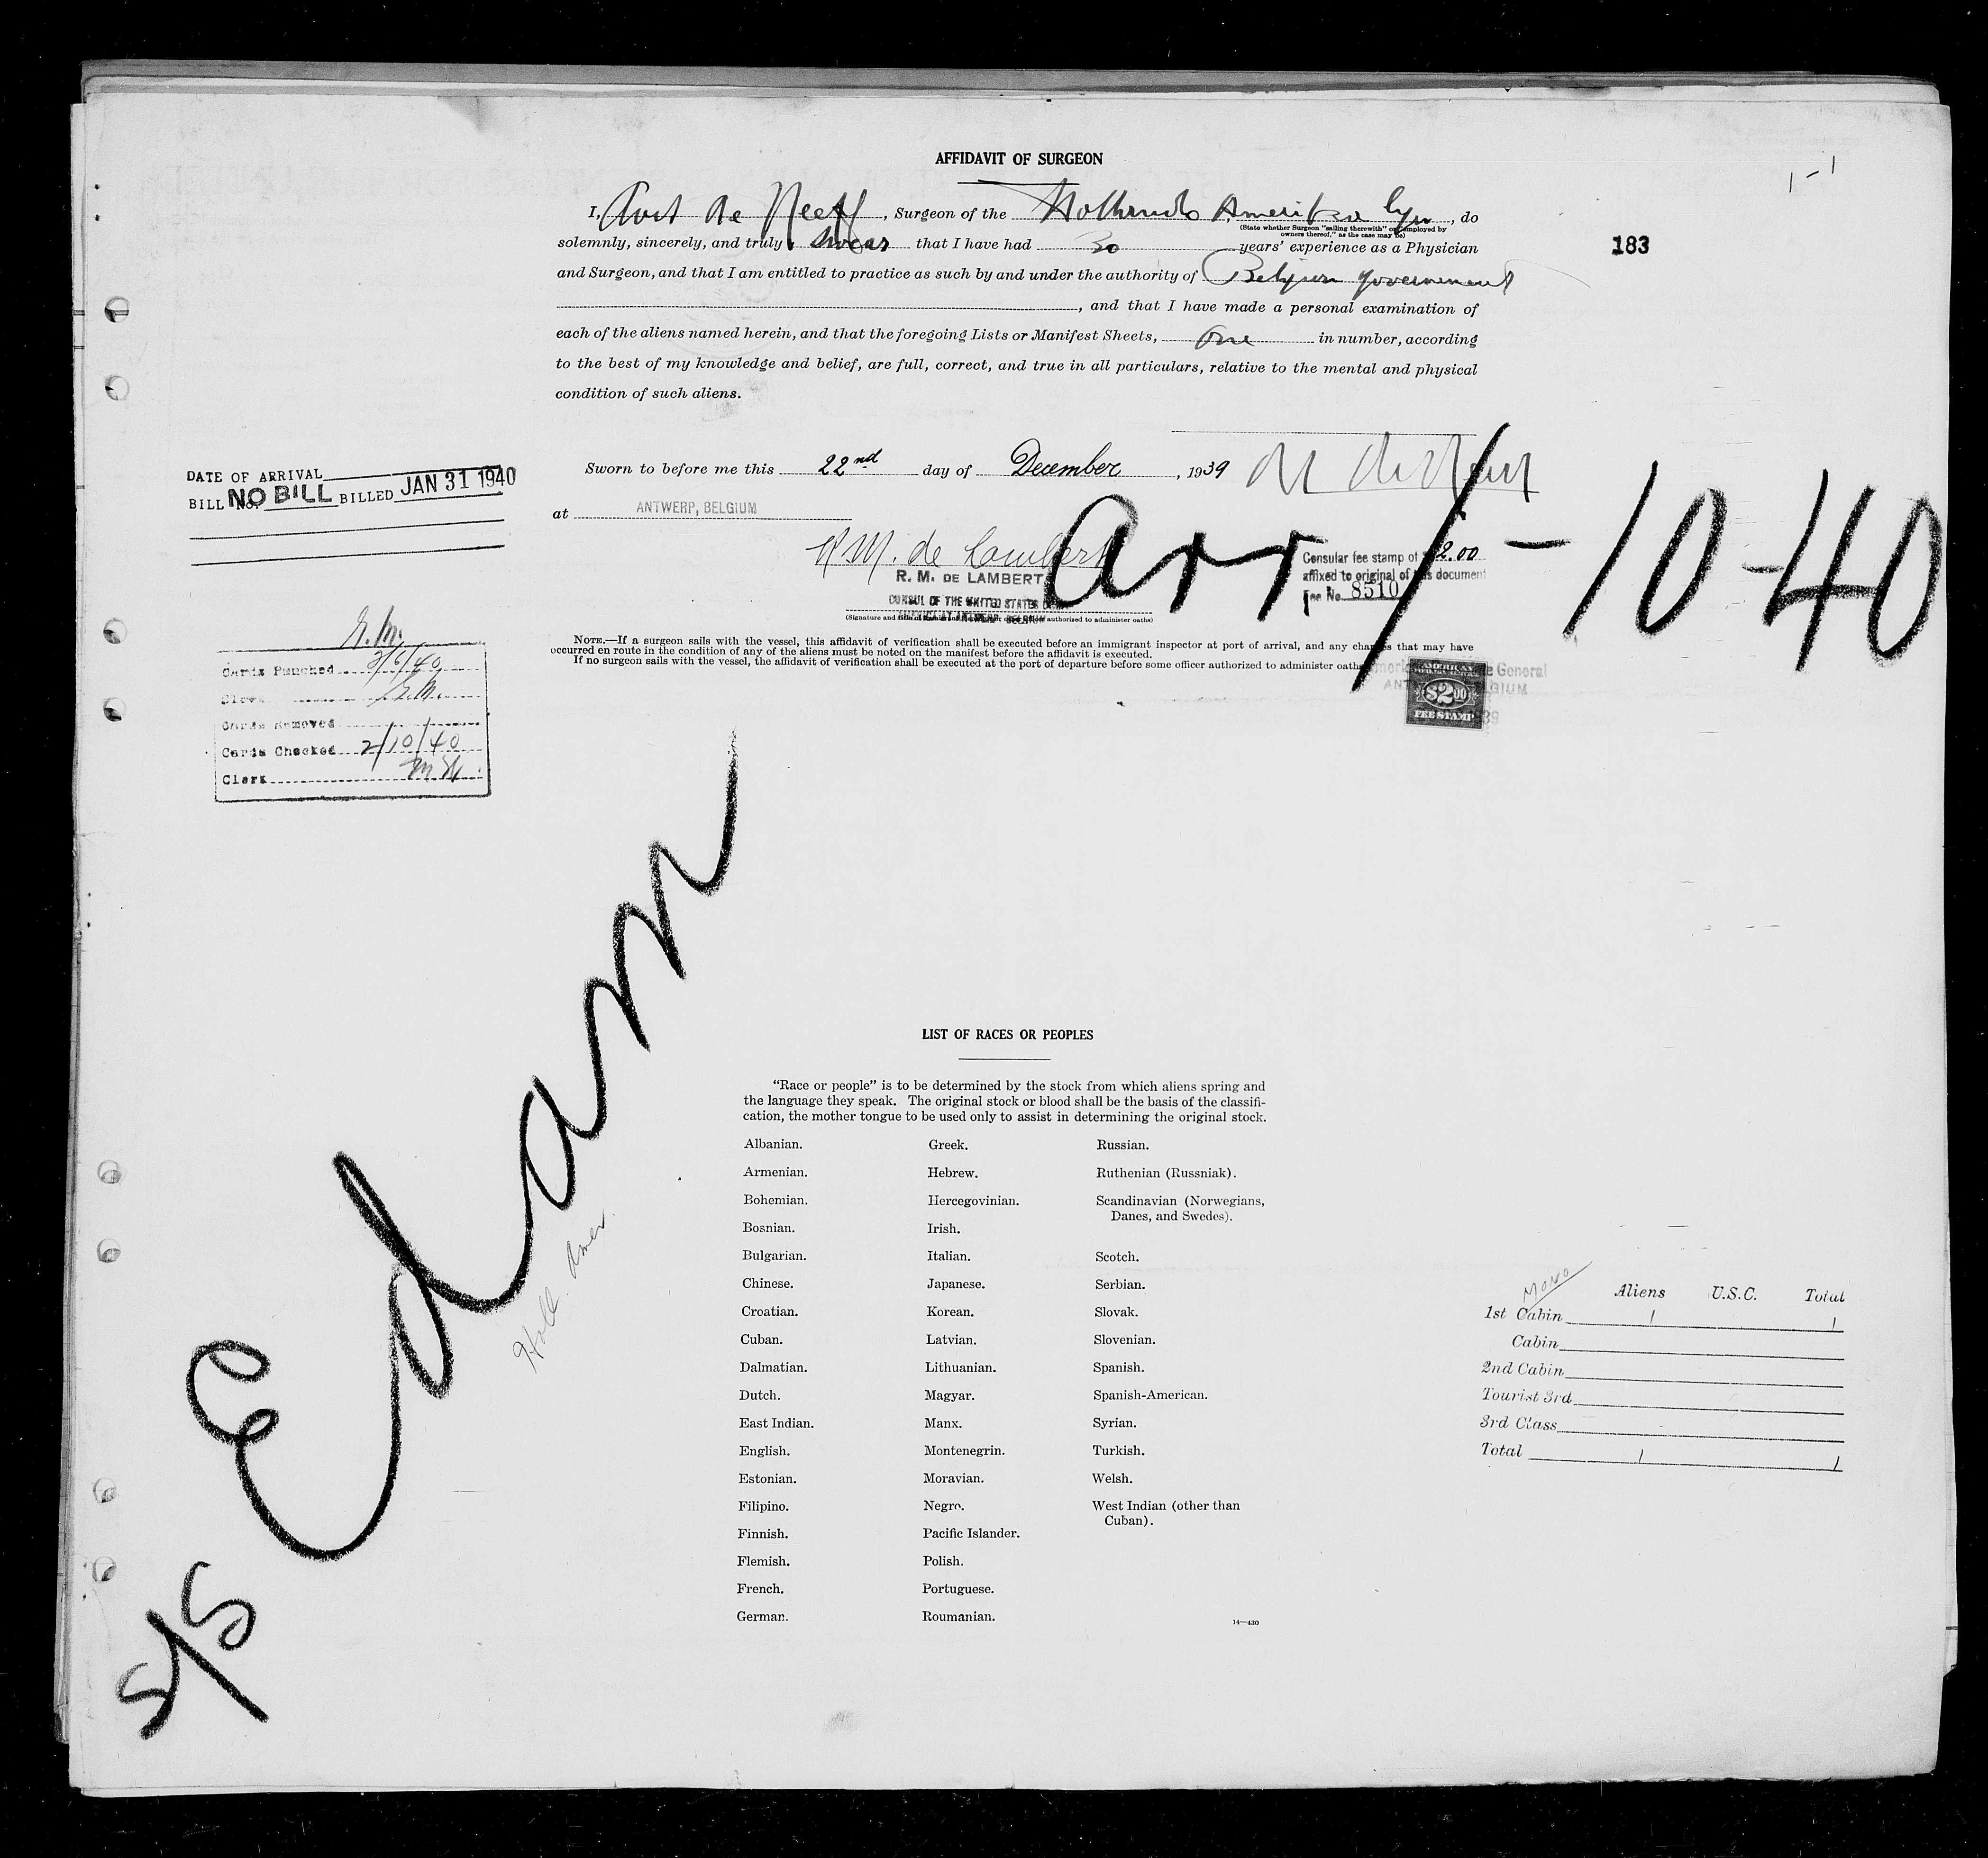 AFFIDAVIT OF SURGEON
1-1
183
I, de Neeff, Surgeon of the Hollands Amerika Lyn, do
(State whether Surgeon "sailing therewith" or "employed by owners thereof," as the case may be)
solemnly, sincerely, and truly swear that I have had 30 years' experience as a Physician
and Surgeon, and that I am entitled to practice as such by and under the authority of Belgian government
, and that I have made a personal examination of
each of the aliens named herein, and that the foregoing Lists or Manifest Sheets, One in number, according
to the best of my knowledge and belief, are full, correct, and true in all particulars, relative to the mental and physical
condition of such aliens.
Sworn to before me this 22nd day of December, 1939
at ANTWERP, BELGIUM
R M. de Lambert
R. M. DE LAMBERT
CONSUL OF THE UNITED STATES OF
(Signature and title of immigrant inspector or other officer authorized to administer oaths)
Arr 1-10-40
Consular fee stamp of $2.00
affixed to original of this document
Fee No. 8510
NOTE.—If a surgeon sails with the vessel, this affidavit of verification shall be executed before an immigrant inspector at port of arrival, and any changes that may have
occurred en route in the condition of any of the aliens must be noted on the manifest before the affidavit is executed.
If no surgeon sails with the vessel, the affidavit of verification shall be executed at the port of departure before some officer authorized to administer oaths.
General
$2.00
FEE STAMP
DATE OF ARRIVAL
BILL No. NO BILL BILLED JAN 31 1940
Cards Punched 2/6/40
Clerk
Cards Removed
Cards Checked 2/10/40
Clerk
S/S Edam
Holl. Amer.
LIST OF RACES OR PEOPLES
"Race or people" is to be determined by the stock from which aliens spring and
the language they speak. The original stock or blood shall be the basis of the classifi-
cation, the mother tongue to be used only to assist in determining the original stock.
Albanian.
Armenian.
Bohemian.
Bosnian.
Bulgarian.
Chinese.
Croatian.
Cuban.
Dalmatian.
Dutch.
East Indian.
English.
Estonian.
Filipino.
Finnish.
Flemish.
French.
German.
Greek.
Hebrew.
Hercegovinian.
Irish.
Italian.
Japanese.
Korean.
Latvian.
Lithuanian.
Magyar.
Manx.
Montenegrin.
Moravian.
Negro.
Pacific Islander.
Polish.
Portuguese.
Roumanian.
Russian.
Ruthenian (Russniak).
Scandinavian (Norwegians,
Danes, and Swedes).
Scotch.
Serbian.
Slovak.
Slovenian.
Spanish.
Spanish-American.
Syrian.
Turkish.
Welsh.
West Indian (other than
Cuban).
14—430
Aliens U.S.C. Total
1st Cabin 1 1
Cabin
2nd Cabin
Tourist 3rd
3rd Class
Total 1 1